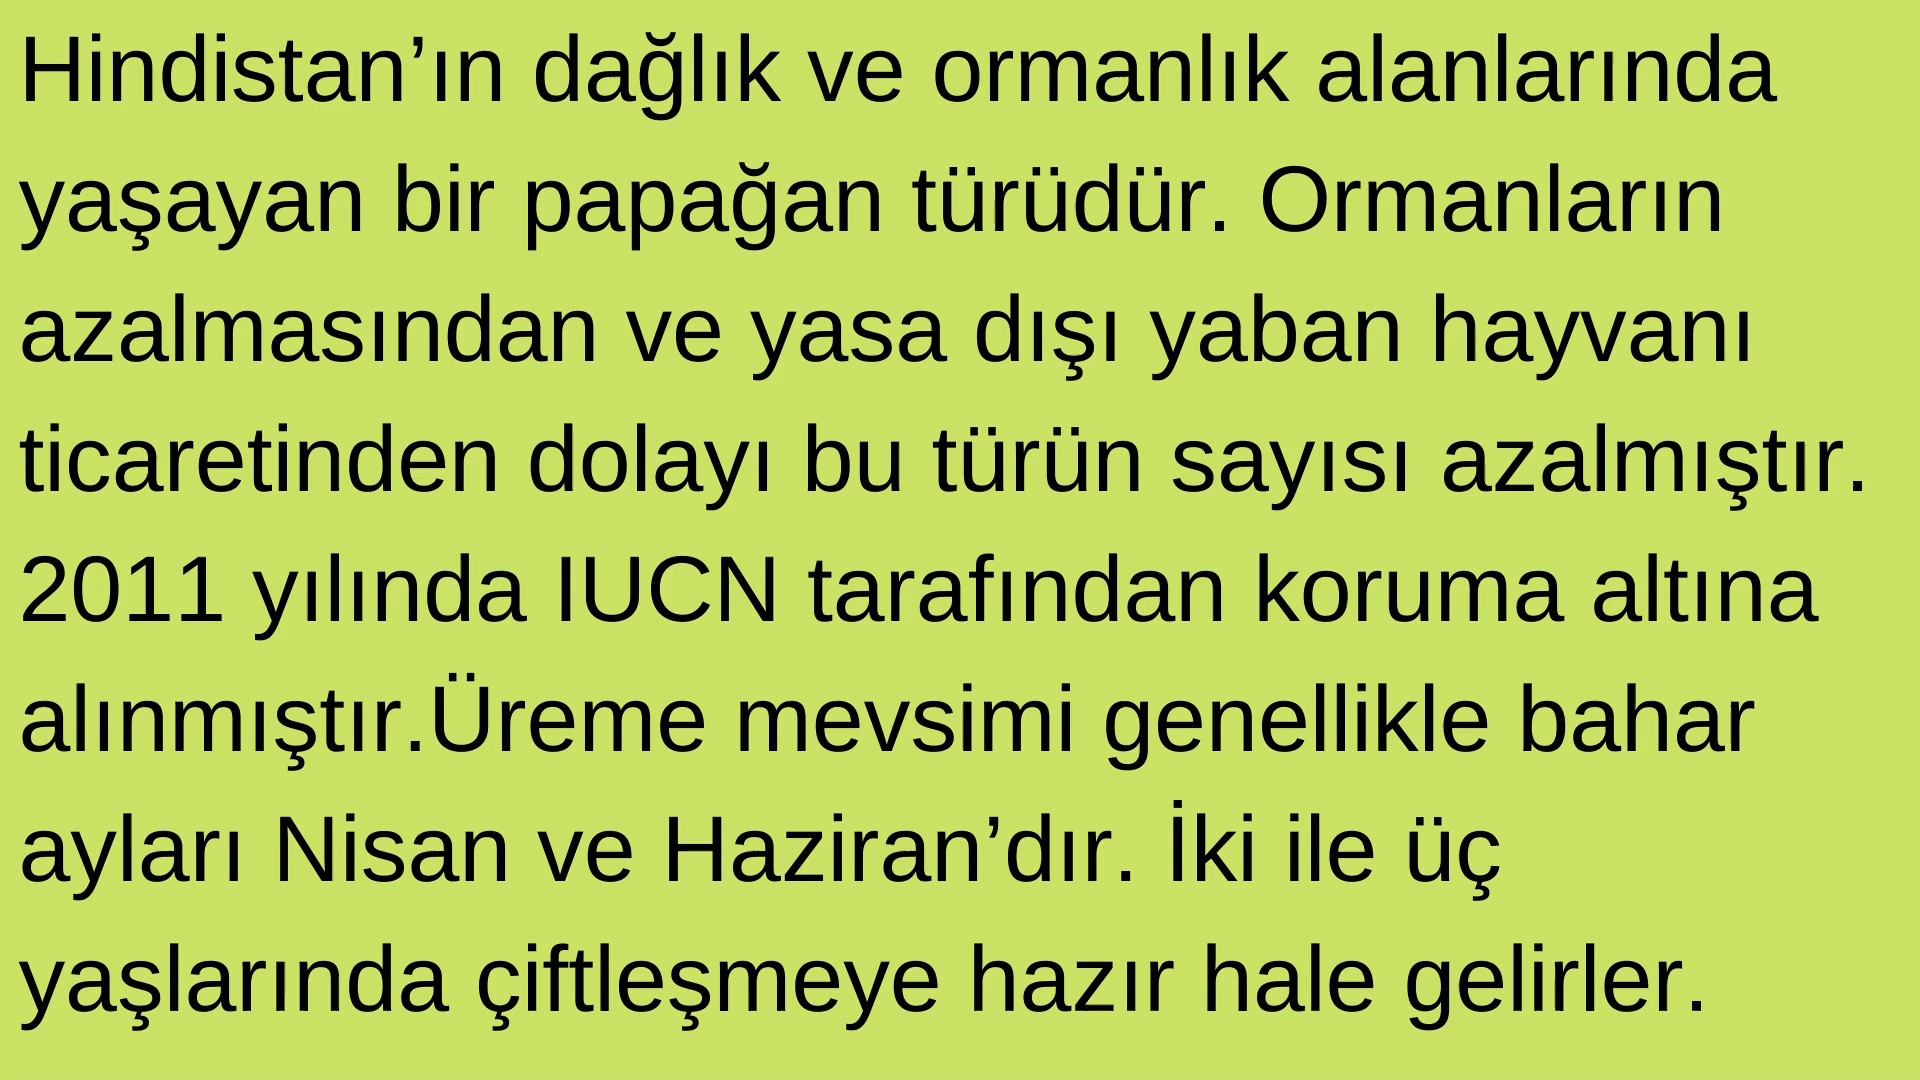 Hindistan’ın dağlık ve ormanlık alanlarında
yaşayan bir papağan türüdür. Ormanların
azalmasından ve yasa dışı yaban hayvanı
ticaretinden dolayı bu türün sayısı azalmıştır.
2011 yılında IUCN tarafından koruma altına
alınmıştır.Üreme mevsimi genellikle bahar
ayları Nisan ve Haziran’dır. İki ile üç
yaşlarında çiftleşmeye hazır hale gelirler.